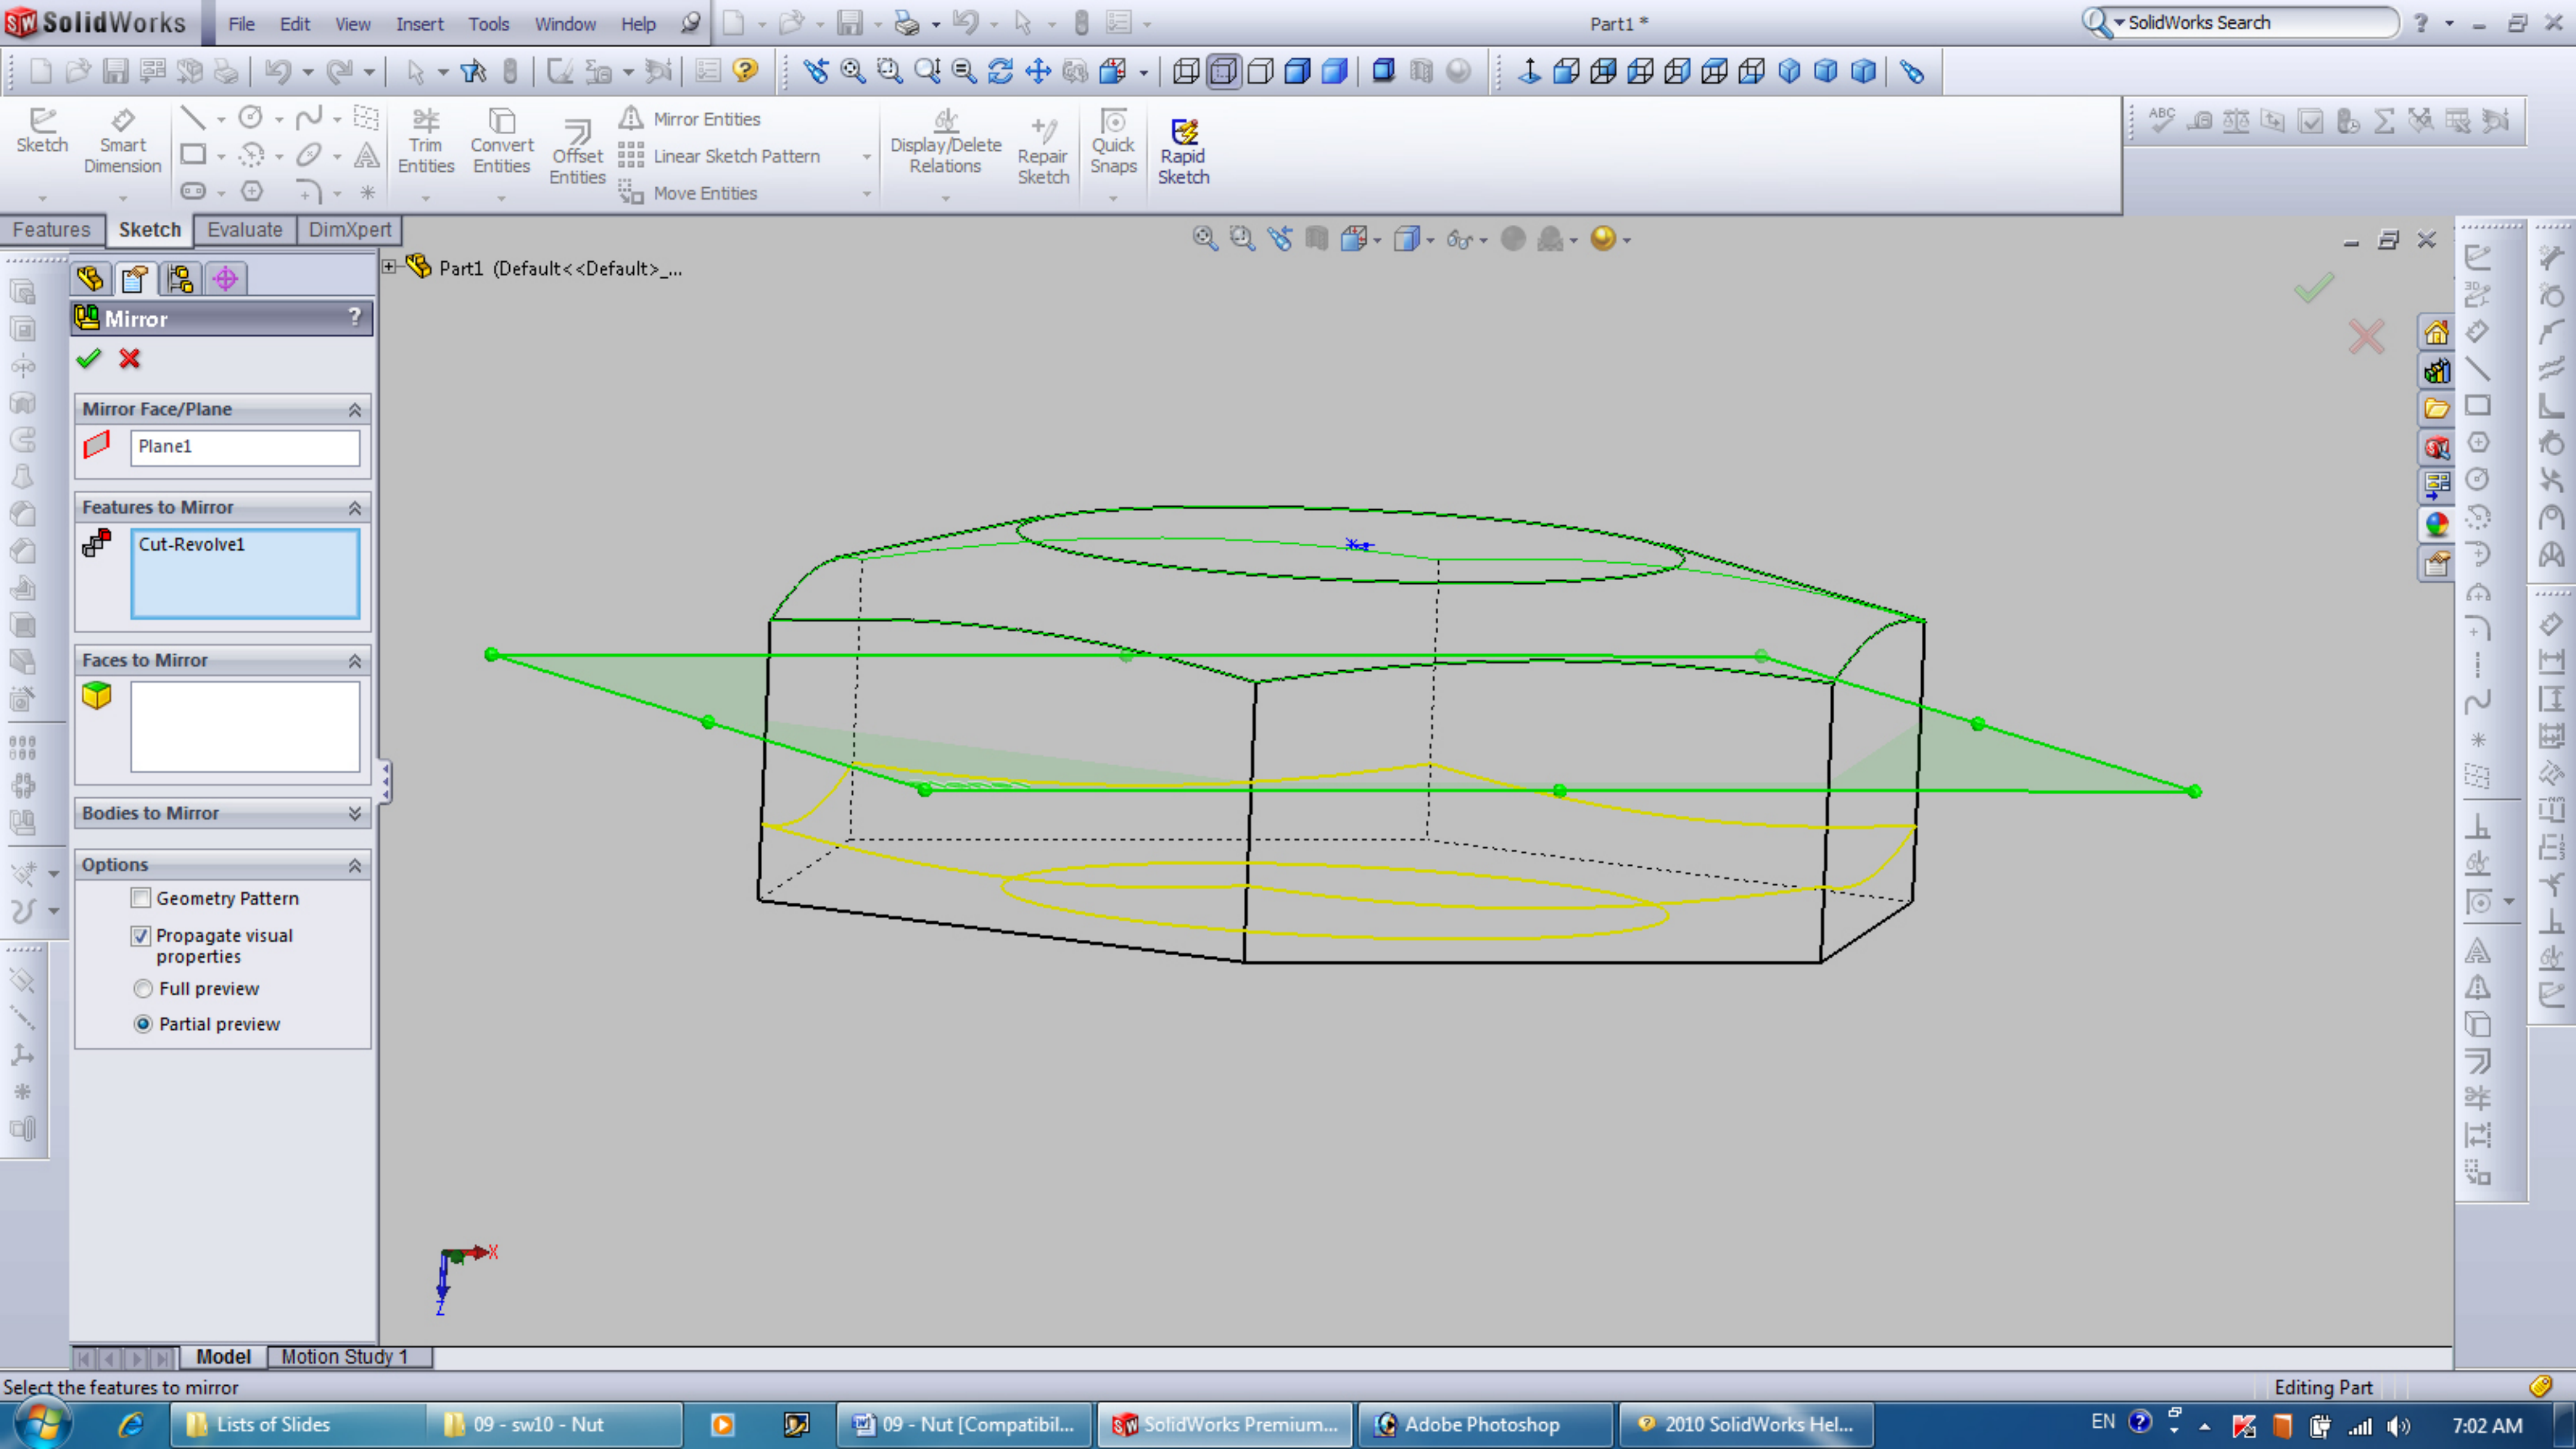 SolidWorks File Edit View Insert Tools Window Help Part1 * SolidWorks Search
Sketch Smart Dimension Trim Entities Convert Entities Offset Entities
Mirror Entities
Linear Sketch Pattern
Move Entities
Display/Delete Relations Repair Sketch Quick Snaps Rapid Sketch
ABC
Features Sketch Evaluate DimXpert
Part1 (Default<<Default>_...
Mirror ?
Mirror Face/Plane
Plane1
Features to Mirror
Cut-Revolve1
Faces to Mirror
Bodies to Mirror
Options
Geometry Pattern
Propagate visual
properties
Full preview
Partial preview
3D
X
Z
Model Motion Study 1
Select the features to mirror Editing Part
Lists of Slides 09 - sw10 - Nut 09 - Nut [Compatibil... SolidWorks Premium... Adobe Photoshop 2010 SolidWorks Hel... EN 7:02 AM